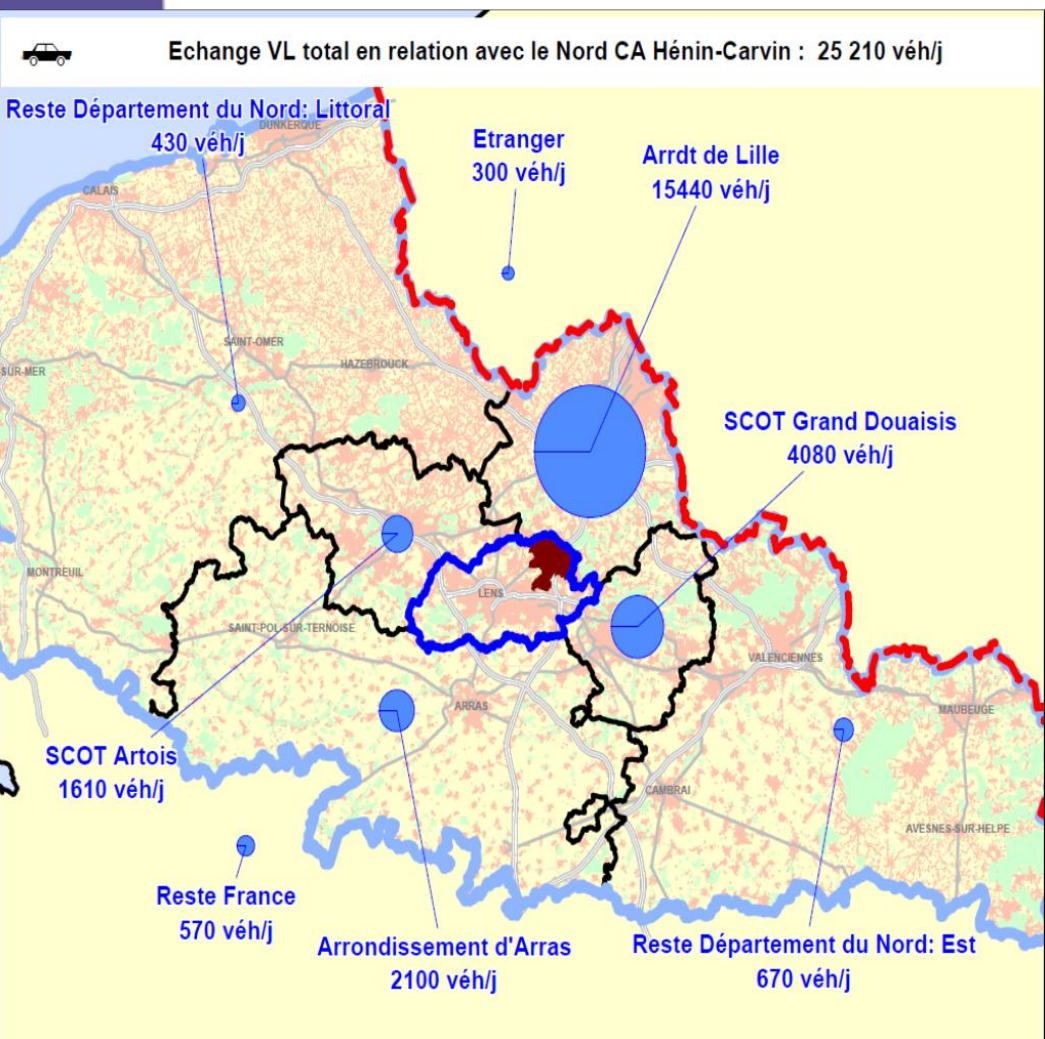 Echange VL total en relation avec le Nord CA Hénin-Carvin : 25 210 véh/j
Reste Département du Nord: Littoral
430 véh/j
DUNKERQUE
Etranger
300 véh/j
Arrdt de Lille
15440 véh/j
CALAIS
SAINT-OMER
HAZEBROUCK
SUR-MER
SCOT Grand Douaisis
4080 véh/j
MONTREUIL
LENS
SAINT-POL-SUR-TERNOISE
VALENCIENNES
ARRAS
MAUBEUGE
SCOT Artois
1610 véh/j
CAMBRAI
AVESNES-SUR-HELPE
Reste France
570 véh/j
Arrondissement d'Arras
2100 véh/j
Reste Département du Nord: Est
670 véh/j